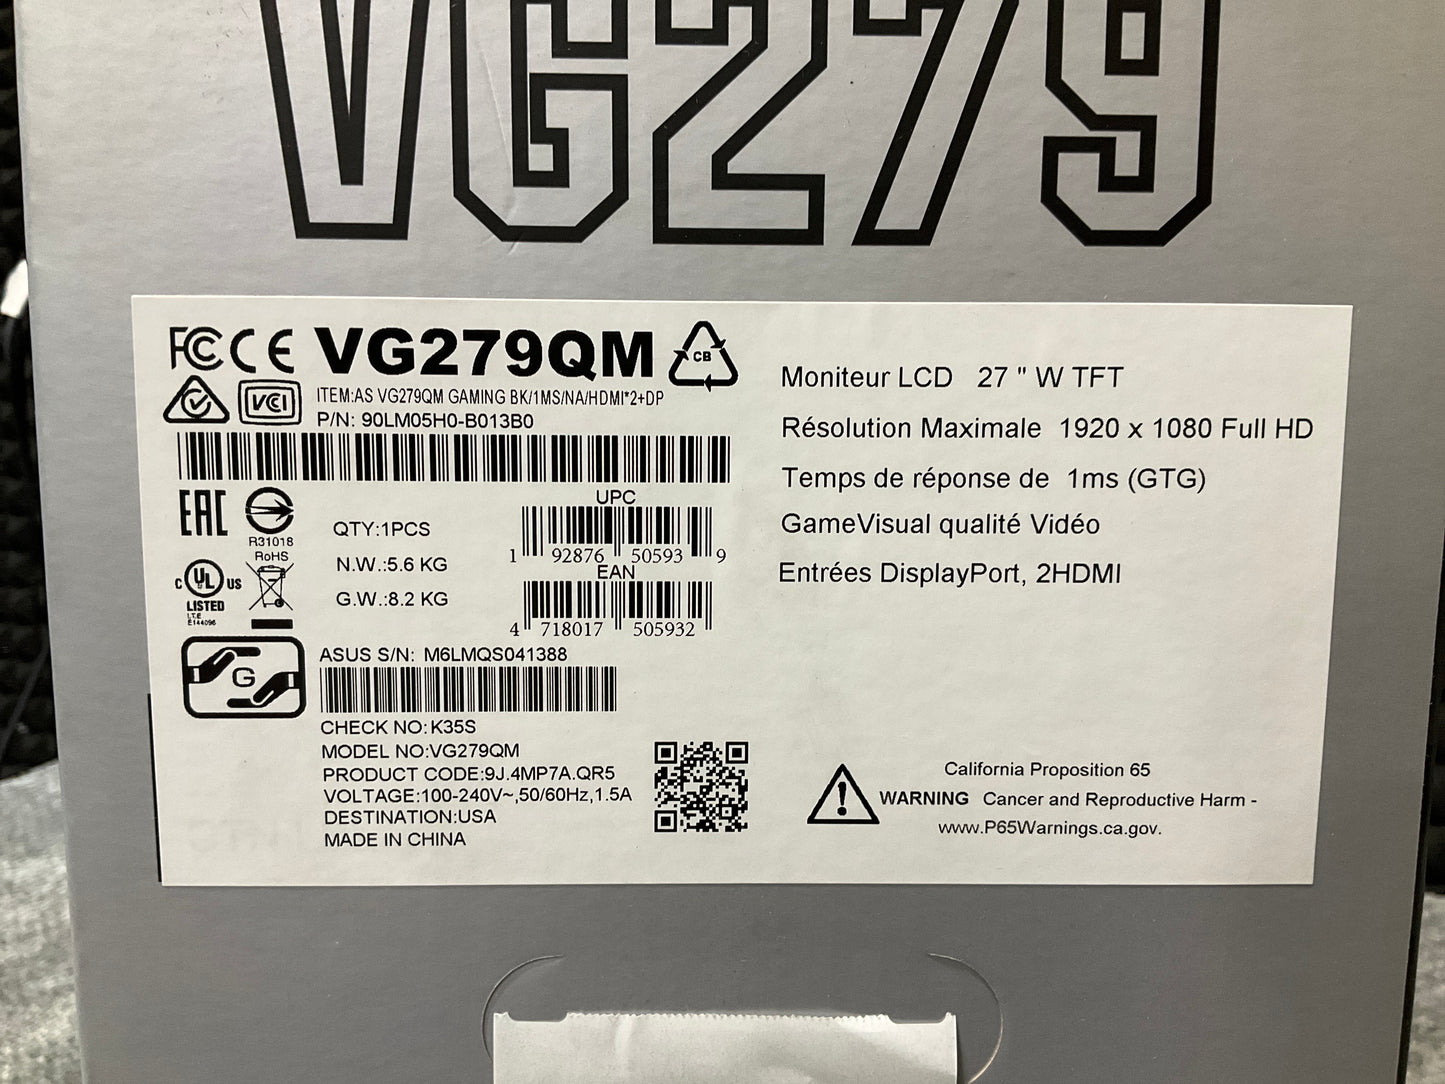 VG279
FC CE VG279QM CB
VCCI
ITEM:AS VG279QM GAMING BK/1MS/NA/HDMI*2+DP
P/N: 90LM05H0-B013B0
EAC
R31018
RoHS
QTY:1PCS
N.W.:5.6 KG
G.W.:8.2 KG
UPC
1 92876 50593 9
EAN
4 718017 505932
C UL US
LISTED
I.T.E
E144096
G
ASUS S/N: M6LMQS041388
CHECK NO:K35S
MODEL NO:VG279QM
PRODUCT CODE:9J.4MP7A.QR5
VOLTAGE:100-240V~,50/60Hz,1.5A
DESTINATION:USA
MADE IN CHINA
Moniteur LCD 27 " W TFT
Résolution Maximale 1920 x 1080 Full HD
Temps de réponse de 1ms (GTG)
GameVisual qualité Vidéo
Entrées DisplayPort, 2HDMI
California Proposition 65
WARNING Cancer and Reproductive Harm -
www.P65Warnings.ca.gov.